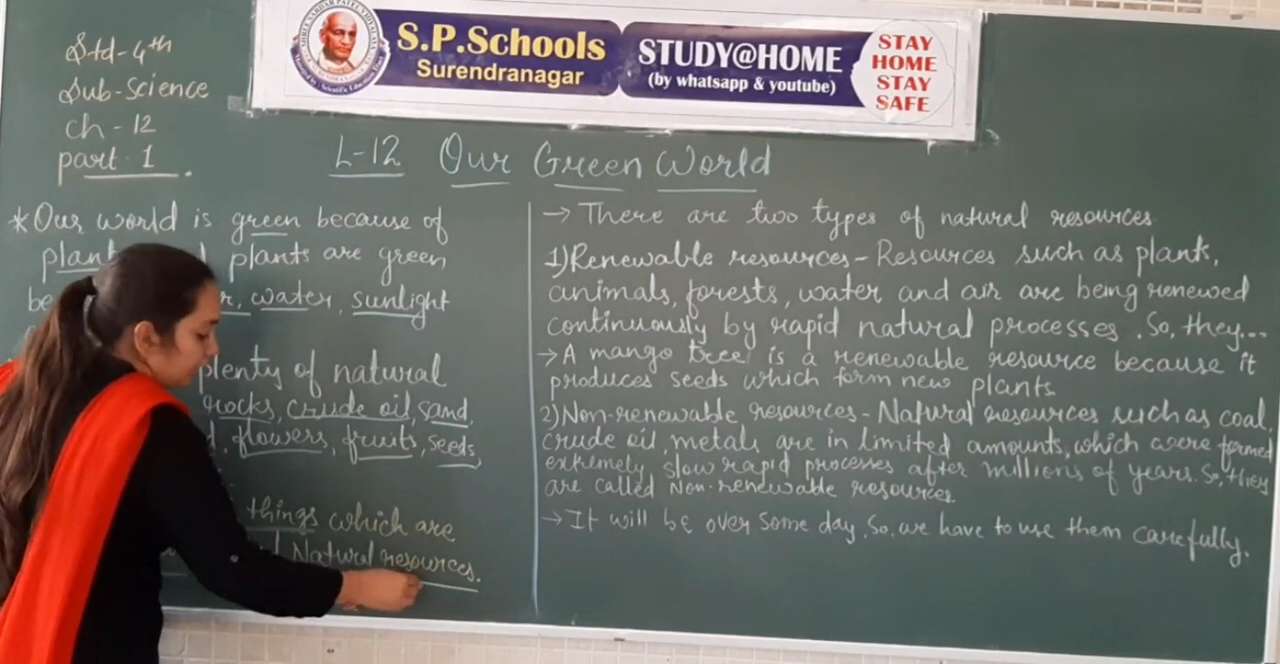 S.P.Schools
Surendranagar
STUDY@HOME
(by whatsapp & youtube)
STAY
HOME
STAY
SAFE
Std-4th
Sub-Science
ch-12
part-1
L-12 Our Green World
*Our world is green because of
plants are green
water, sunlight
plenty of natural
rocks, crude oil, sand,
flowers, fruits, seeds,
things which are
Natural resources.
→ There are two types of natural resources
1)Renewable resources - Resources such as plants,
animals, forests, water and air are being renewed
continuously by rapid natural processes. So, they...
→ A mango tree is a renewable resource because it
produces seeds which form new plants.
2)Non-renewable resources - Natural resources such as coal,
crude oil, metals are in limited amounts, which were formed
extremely slow rapid processes after millions of years. So, they
are called Non-renewable resources.
→ It will be over some day, So, we have to use them carefully.